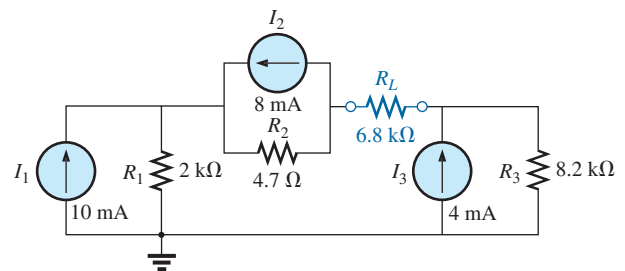 I2
8 mA
R2
4.7 Ω
RL
6.8 kΩ
I1
10 mA
R1
2 kΩ
I3
4 mA
R3
8.2 kΩ